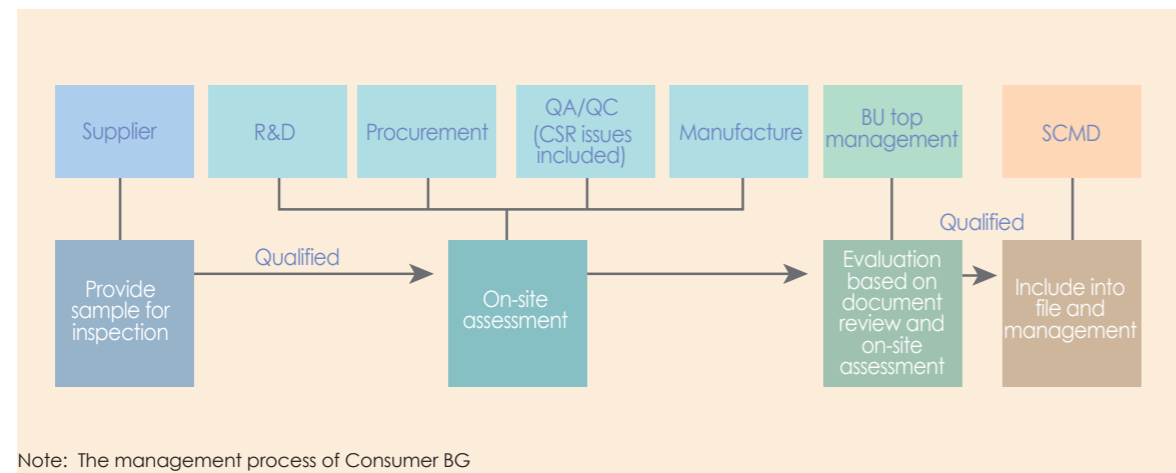 Supplier
R&D
Procurement
QA/QC
(CSR issues
included)
Manufacture
BU top
management
SCMD
Qualified
Qualified
Provide
sample for
inspection
On-site
assessment
Evaluation
based on
document
review and
on-site
assessment
Include into
file and
management
Note: The management process of Consumer BG